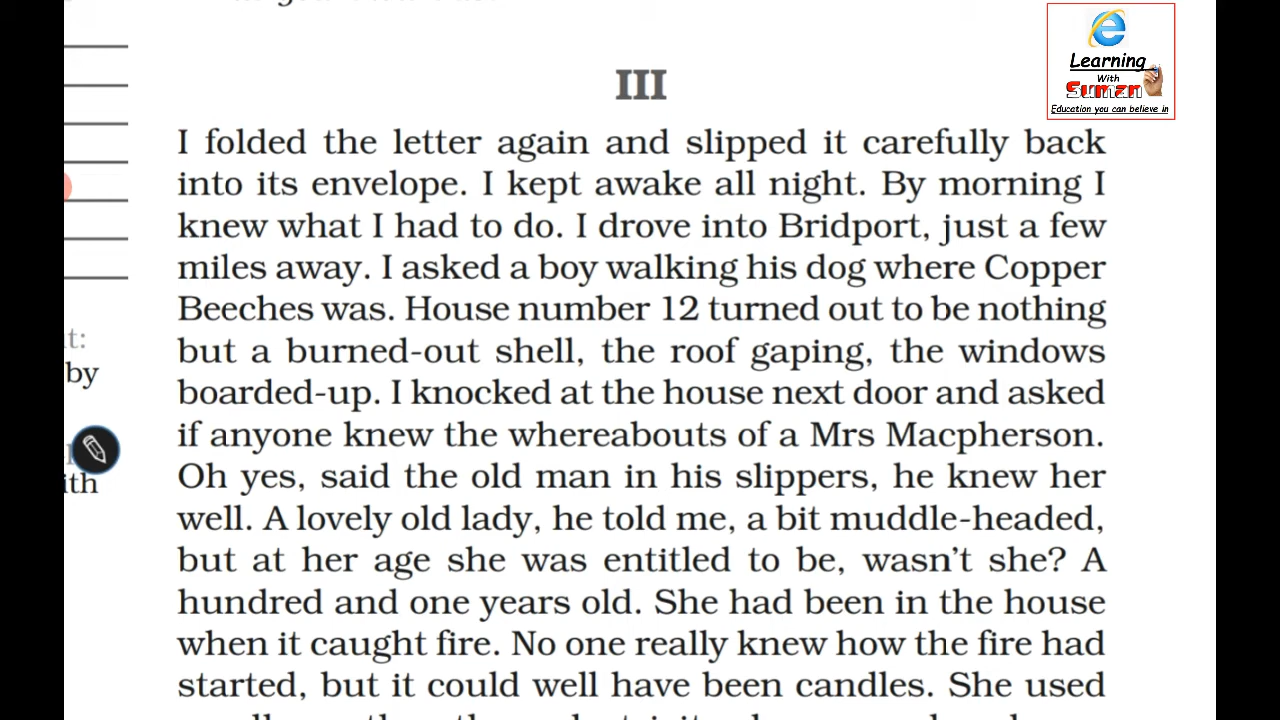 III
Learning
With
Suman
Education you can believe in
I folded the letter again and slipped it carefully back
into its envelope. I kept awake all night. By morning I
knew what I had to do. I drove into Bridport, just a few
miles away. I asked a boy walking his dog where Copper
Beeches was. House number 12 turned out to be nothing
but a burned-out shell, the roof gaping, the windows
boarded-up. I knocked at the house next door and asked
if anyone knew the whereabouts of a Mrs Macpherson.
Oh yes, said the old man in his slippers, he knew her
well. A lovely old lady, he told me, a bit muddle-headed,
but at her age she was entitled to be, wasn't she? A
hundred and one years old. She had been in the house
when it caught fire. No one really knew how the fire had
started, but it could well have been candles. She used
t:
by
ith